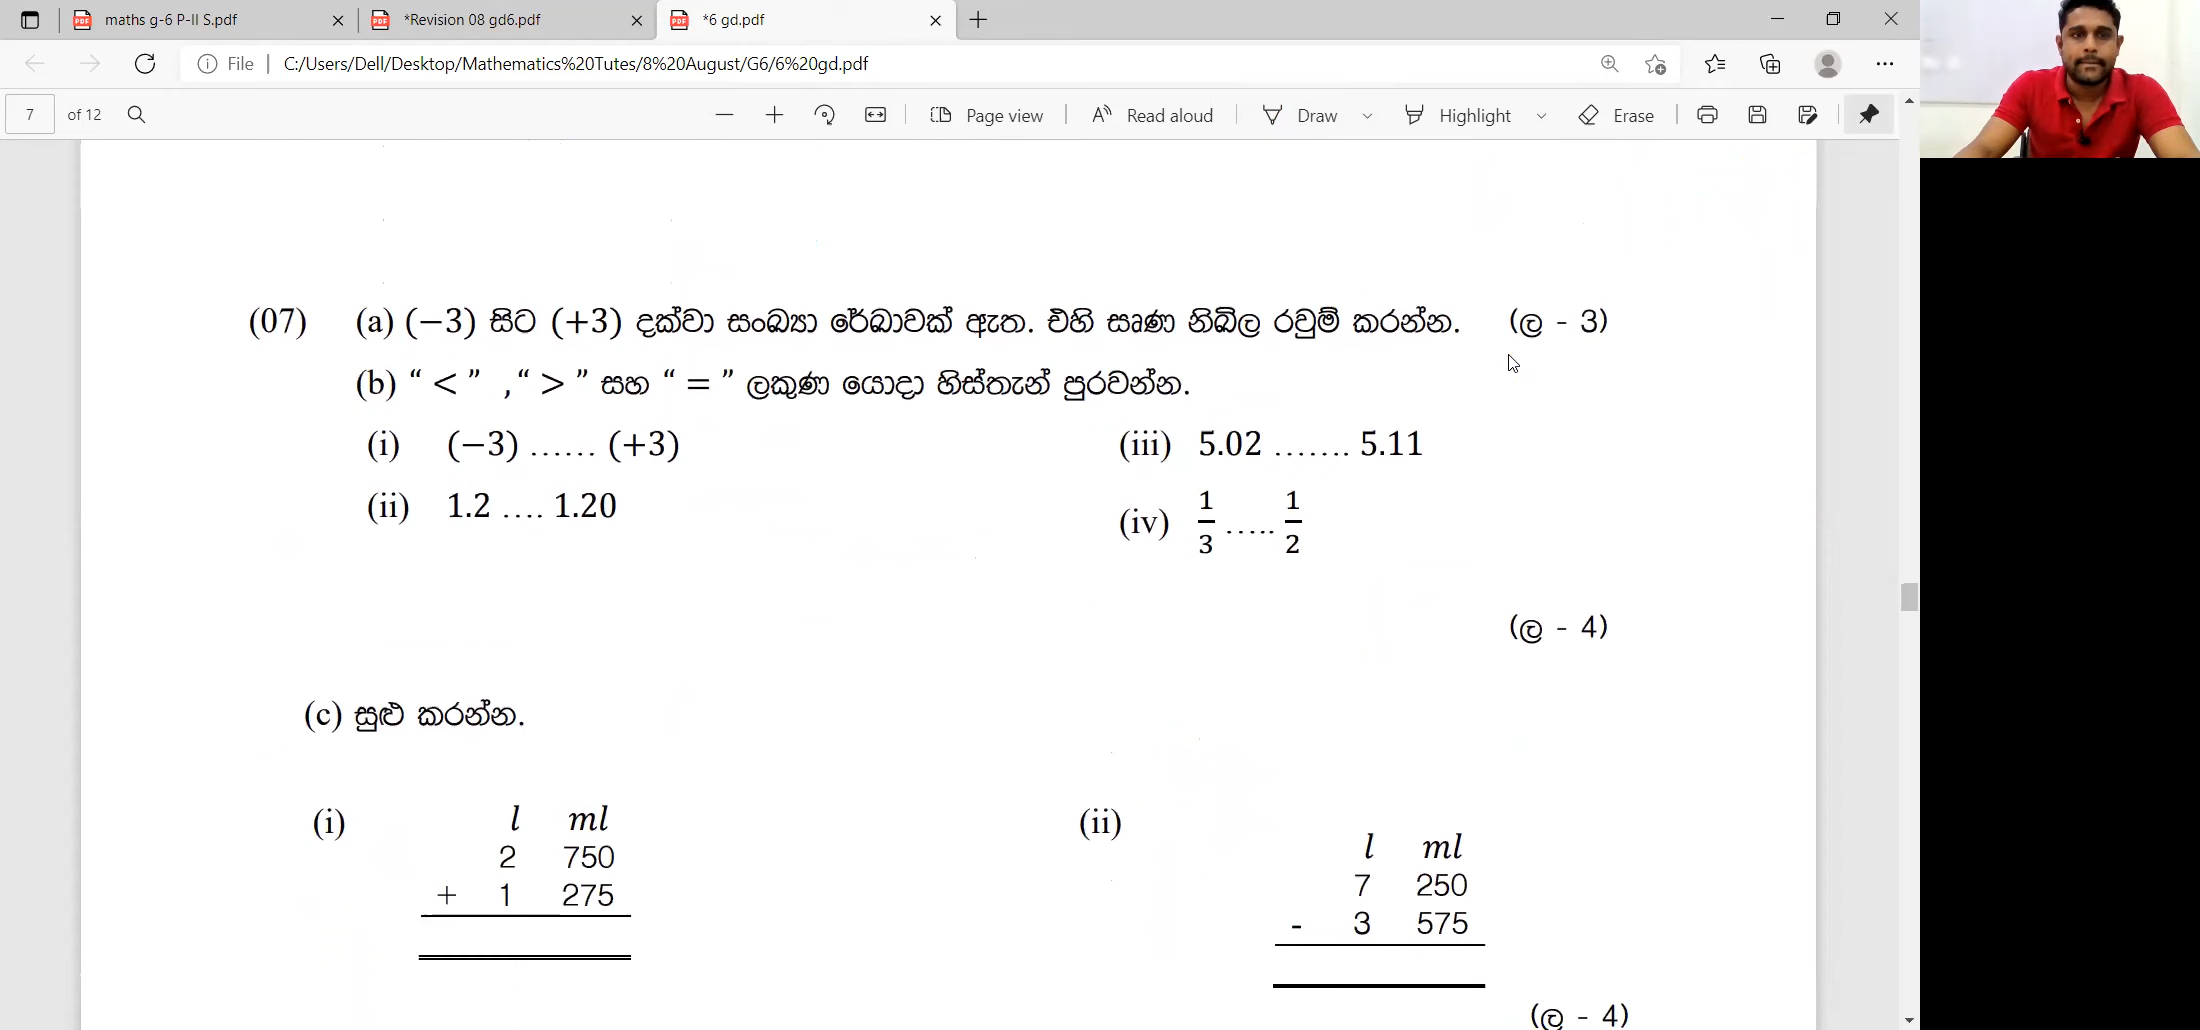 maths g-6 P-II S.pdf
*Revision 08 gd6.pdf
*6 gd.pdf
File
C:/Users/Dell/Desktop/Mathematics%20Tutes/8%20August/G6/6%20gd.pdf
7 of 12
Page view
Read aloud
Draw
Highlight
Erase
(07) (a) (−3) සිට (+3) දක්වා සංඛ්‍යා රේඛාවක් ඇත. එහි සෘණ නිඛිල රවුම් කරන්න. (ල - 3)
(b) “ < ” , “ > ” සහ “ = ” ලකුණ යොදා හිස්තැන් පුරවන්න.
(i) (−3) ...... (+3)
(iii) 5.02 ....... 5.11
(ii) 1.2 .... 1.20
(iv) 1/3 ..... 1/2
(ල - 4)
(c) සුළු කරන්න.
(i) l ml
2 750
+ 1 275
(ii) l ml
7 250
- 3 575
(ල - 4)